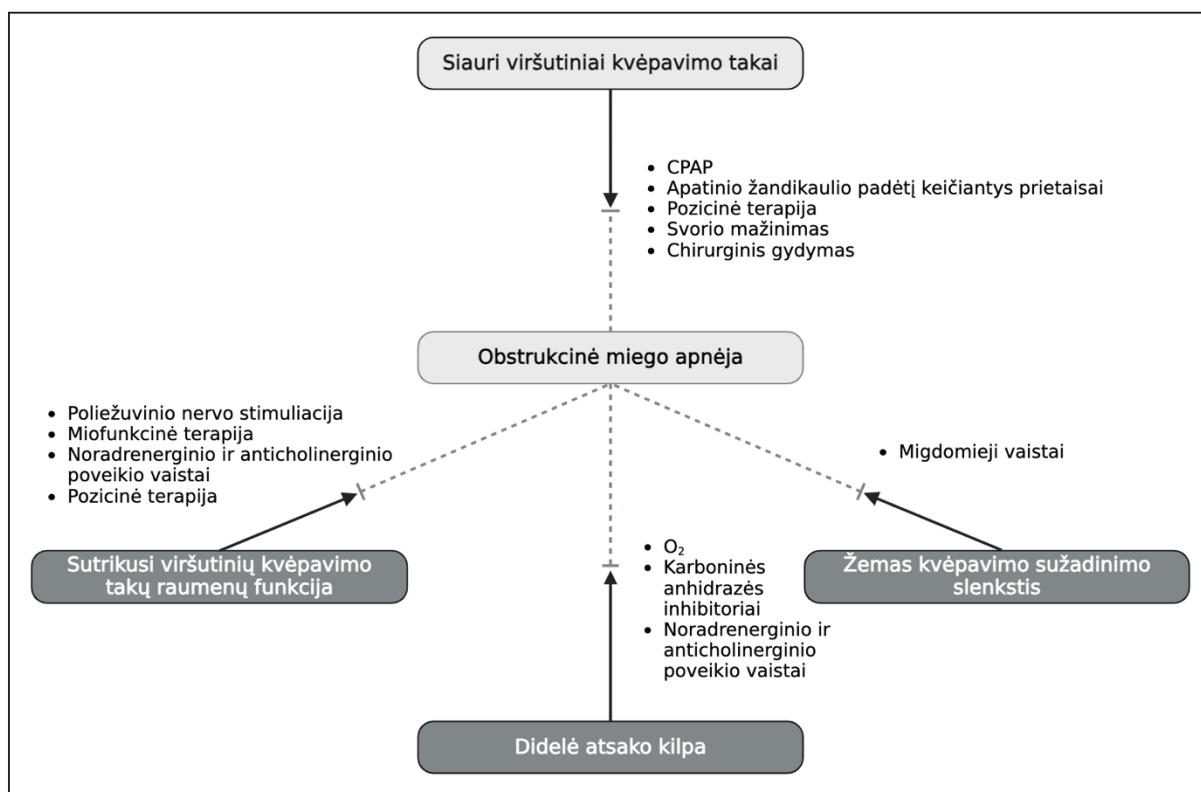 Siauri viršutiniai kvėpavimo takai
• CPAP
• Apatinio žandikaulio padėtį keičiantys prietaisai
• Pozicinė terapija
• Svorio mažinimas
• Chirurginis gydymas
Obstrukcinė miego apnėja
• Poliežuvinio nervo stimuliacija
• Miofunkcinė terapija
• Noradrenerginio ir anticholinerginio
poveikio vaistai
• Pozicinė terapija
• Migdomieji vaistai
Sutrikusi viršutinių kvėpavimo
takų raumenų funkcija
• O₂
• Karboninės
anhidrazės
inhibitoriai
• Noradrenerginio ir
anticholinerginio
poveikio vaistai
Žemas kvėpavimo sužadinimo
slenkstis
Didelė atsako kilpa